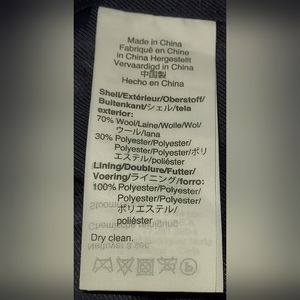 Made in China
Fabriqué en Chine
in China Hergestellt
Vervaardigd in China
中国製
Hecho en China
Shell/Extérieur/Oberstoff/
Buitenkant/シェル/tela
exterior:
70% Wool/Laine/Wolle/Wol/
ウール/lana
30% Polyester/Polyester/
Polyester/Polyester/ポリ
エステル/poliéster
Lining/Doublure/Futter/
Voering/ライニング/forro:
100% Polyester/Polyester/
Polyester/Polyester/
ポリエステル/
poliéster
Dry clean.